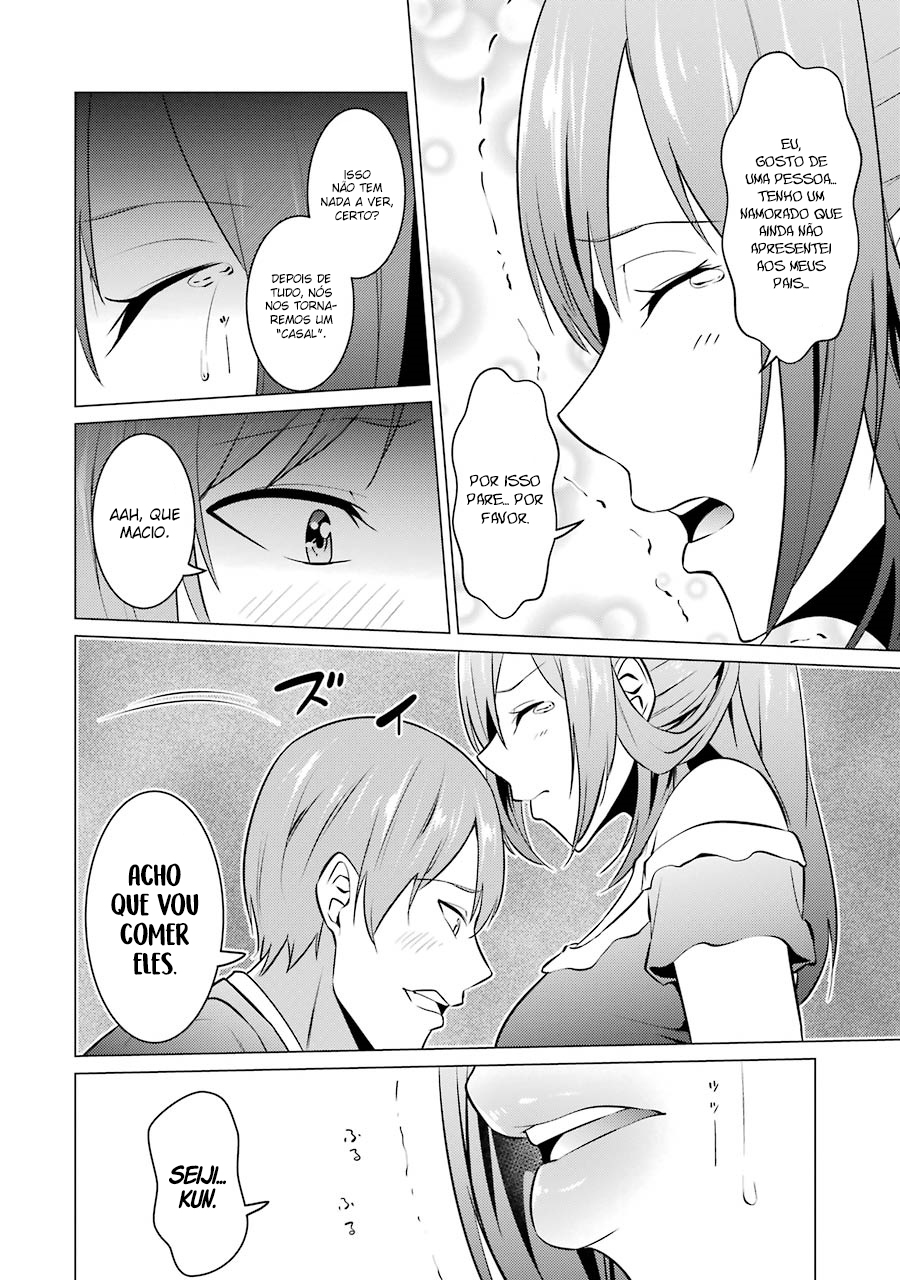 EU,
GOSTO DE
UMA PESSOA...
TENHO UM
NAMORADO QUE
AINDA NÃO
APRESENTEI
AOS MEUS
PAIS...
POR ISSO
PARE... POR
FAVOR.
ISSO
NÃO TEM
NADA A VER,
CERTO?
DEPOIS DE
TUDO, NÓS
NOS TORNA-
REMOS UM
"CASAL".
AAH, QUE
MACIO.
ズイ
ACHO
QUE VOU
COMER
ELES.
ッ
ッ
ふる
ふる
SEIJI...
KUN.